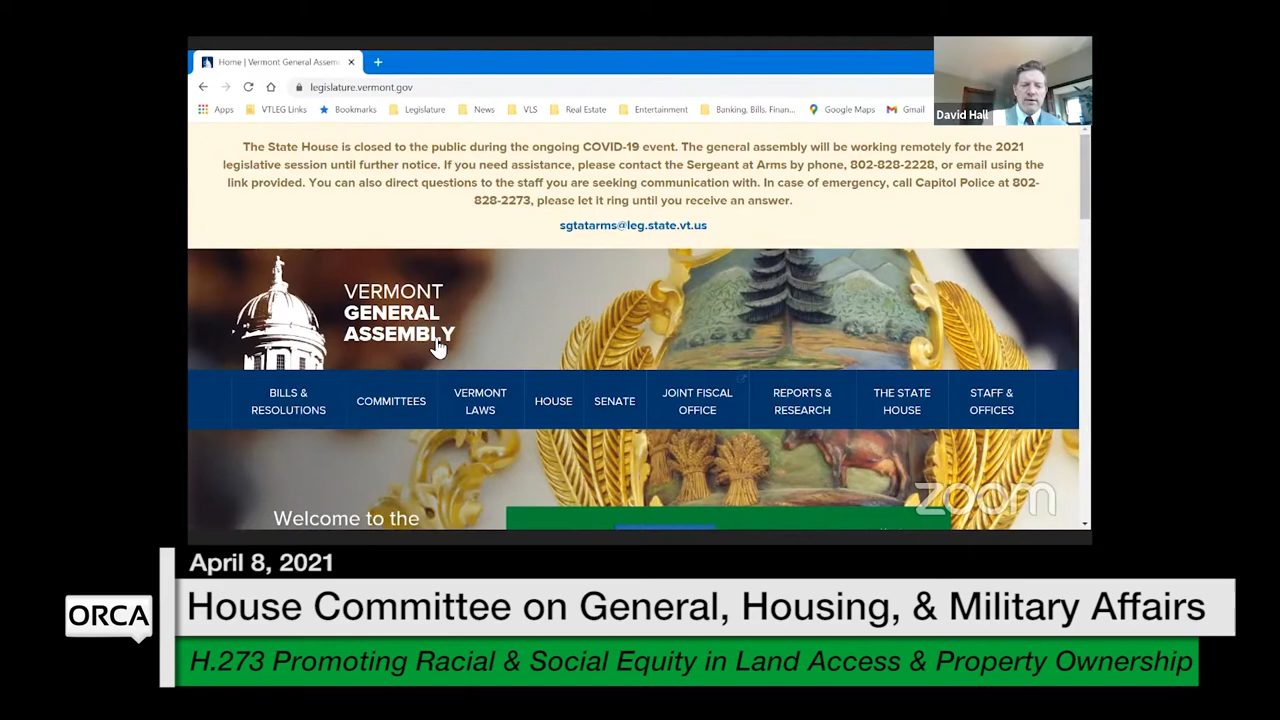 Home | Vermont General Assem
legislature.vermont.gov
Apps VTLEG Links Bookmarks Legislature News VLS Real Estate Entertainment Banking, Bills, Finan... Google Maps Gmail
David Hall
The State House is closed to the public during the ongoing COVID-19 event. The general assembly will be working remotely for the 2021
legislative session until further notice. If you need assistance, please contact the Sergeant at Arms by phone, 802-828-2228, or email using the
link provided. You can also direct questions to the staff you are seeking communication with. In case of emergency, call Capitol Police at 802-
828-2273, please let it ring until you receive an answer.
sgtatarms@leg.state.vt.us
VERMONT
GENERAL
ASSEMBLY
BILLS &
RESOLUTIONS
COMMITTEES
VERMONT
LAWS
HOUSE
SENATE
JOINT FISCAL
OFFICE
REPORTS &
RESEARCH
THE STATE
HOUSE
STAFF &
OFFICES
Welcome to the
zoom
April 8, 2021
ORCA
House Committee on General, Housing, & Military Affairs
H.273 Promoting Racial & Social Equity in Land Access & Property Ownership